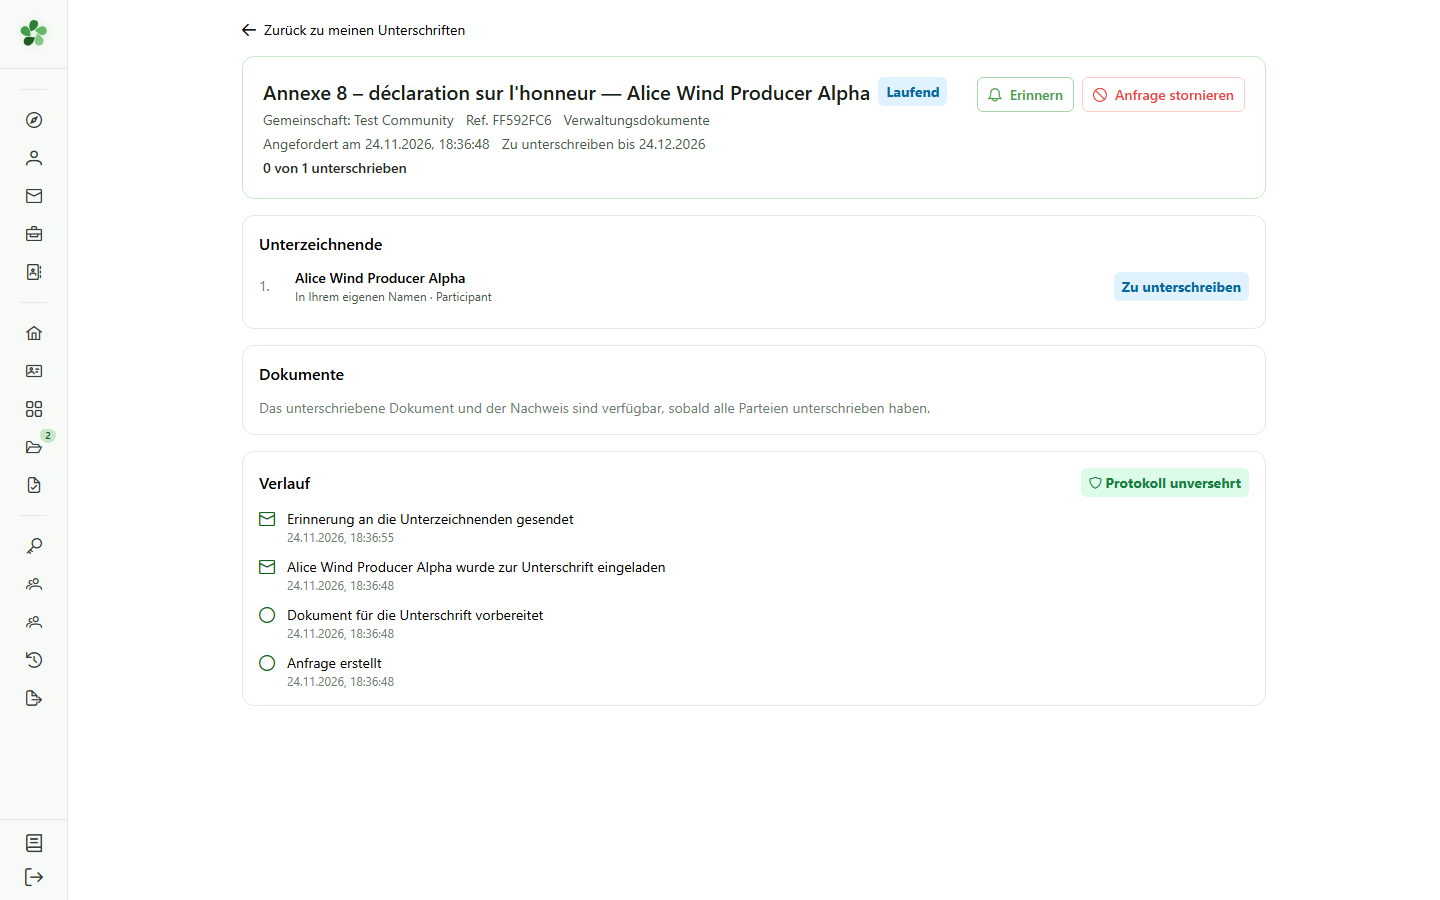 Zurück zu meinen Unterschriften
Annexe 8 – déclaration sur l'honneur — Alice Wind Producer Alpha Laufend
Erinnern
Anfrage stornieren
Gemeinschaft: Test Community Ref. FF592FC6 Verwaltungsdokumente
Angefordert am 24.11.2026, 18:36:48 Zu unterschreiben bis 24.12.2026
0 von 1 unterschrieben
Unterzeichnende
1. Alice Wind Producer Alpha
In Ihrem eigenen Namen · Participant
Zu unterschreiben
Dokumente
Das unterschriebene Dokument und der Nachweis sind verfügbar, sobald alle Parteien unterschrieben haben.
2
Verlauf
Protokoll unversehrt
Erinnerung an die Unterzeichnenden gesendet
24.11.2026, 18:36:55
Alice Wind Producer Alpha wurde zur Unterschrift eingeladen
24.11.2026, 18:36:48
Dokument für die Unterschrift vorbereitet
24.11.2026, 18:36:48
Anfrage erstellt
24.11.2026, 18:36:48